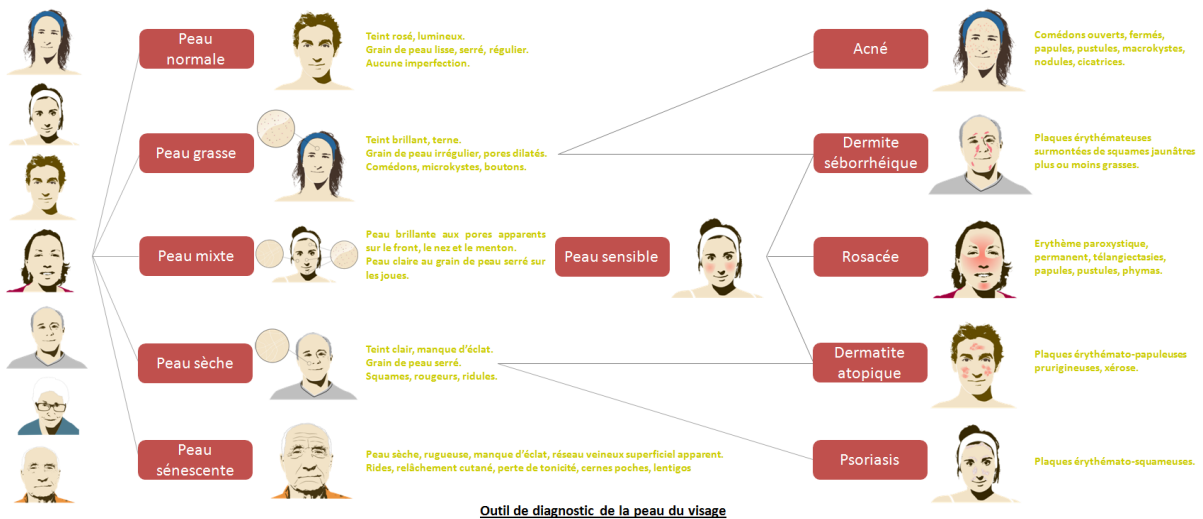 Peau
normale
Teint rosé, lumineux.
Grain de peau lisse, serré, régulier.
Aucune imperfection.
Peau grasse
Teint brillant, terne.
Grain de peau irrégulier, pores dilatés.
Comédons, microkystes, boutons.
Peau mixte
Peau brillante aux pores apparents
sur le front, le nez et le menton.
Peau claire au grain de peau serré sur
les joues.
Peau sèche
Teint clair, manque d'éclat.
Grain de peau serré.
Squames, rougeurs, ridules.
Peau
sénescente
Peau sèche, rugueuse, manque d'éclat, réseau veineux superficiel apparent.
Rides, relâchement cutané, perte de tonicité, cernes poches, lentigos
Peau sensible
Acné
Comédons ouverts, fermés,
papules, pustules, macrokystes,
nodules, cicatrices.
Dermite
séborrhéique
Plaques érythémateuses
surmontées de squames jaunâtres
plus ou moins grasses.
Rosacée
Erythème paroxystique,
permanent, télangiectasies,
papules, pustules, phymas.
Dermatite
atopique
Plaques érythémato-papuleuses
prurigineuses, xérose.
Psoriasis
Plaques érythémato-squameuses.
Outil de diagnostic de la peau du visage